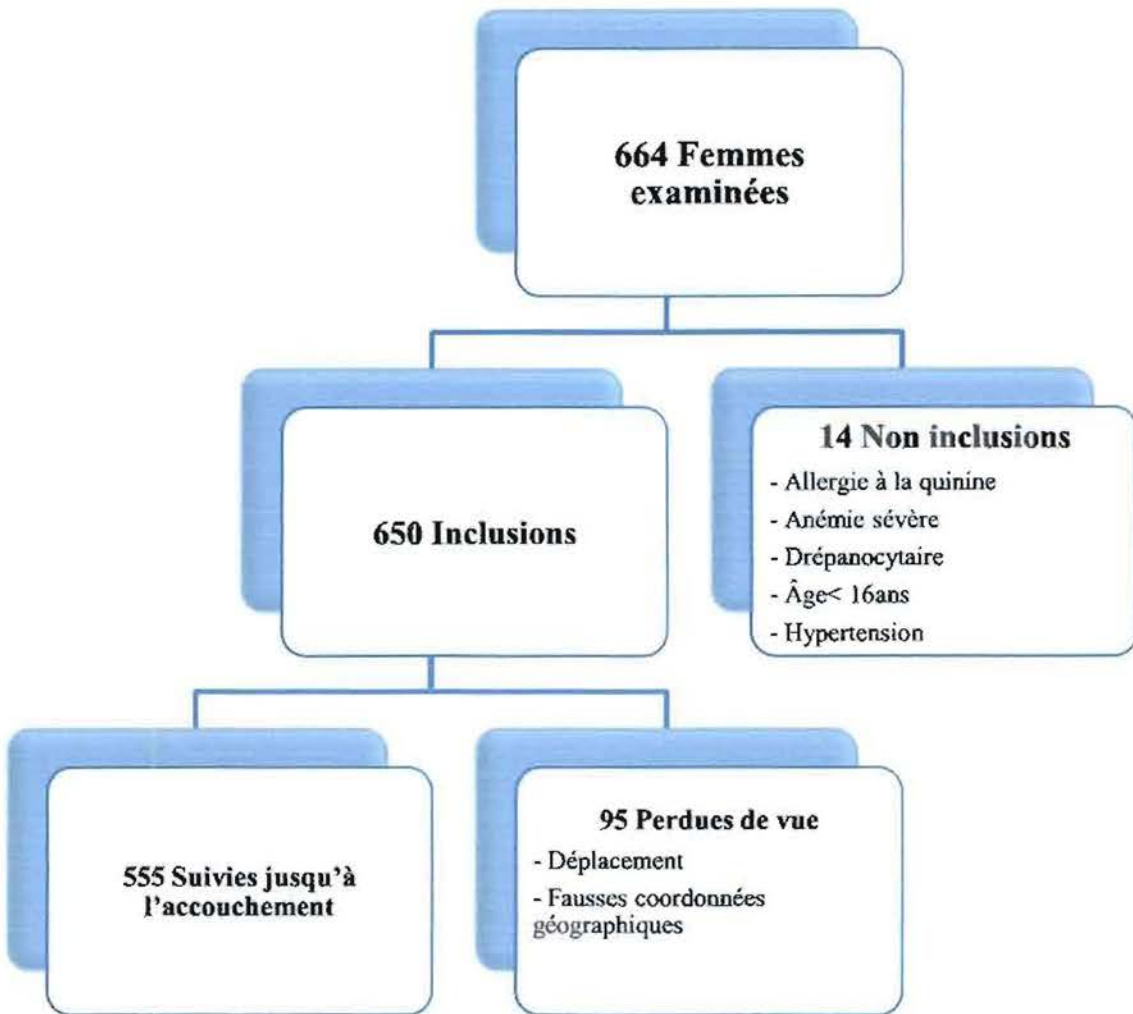 664 Femmes
examinées
650 Inclusions
14 Non inclusions
- Allergie à la quinine
- Anémie sévère
- Drépanocytaire
- Âge< 16ans
- Hypertension
555 Suivies jusqu’à
l’accouchement
95 Perdues de vue
- Déplacement
- Fausses coordonnées
géographiques